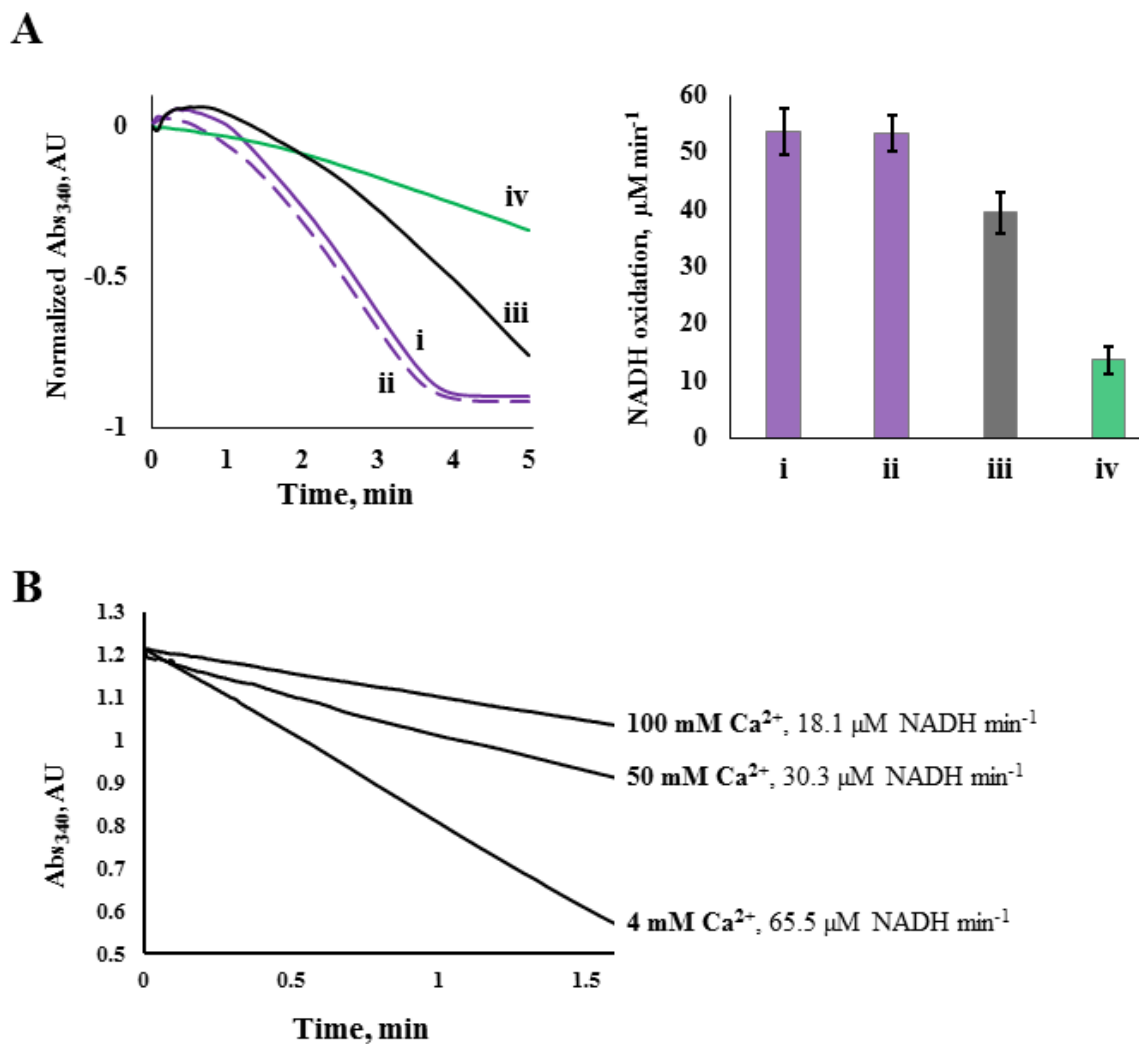 A
0
-0.5
-1
Normalized Abs₃₄₀, AU
0 1 2 3 4 5
Time, min
iv
iii
i
ii
60
50
40
30
20
10
0
NADH oxidation, μM min⁻¹
i ii iii iv
B
1.3
1.2
1.1
1
0.9
0.8
0.7
0.6
0.5
Abs₃₄₀, AU
0 0.5 1 1.5
Time, min
100 mM Ca²⁺, 18.1 μM NADH min⁻¹
50 mM Ca²⁺, 30.3 μM NADH min⁻¹
4 mM Ca²⁺, 65.5 μM NADH min⁻¹